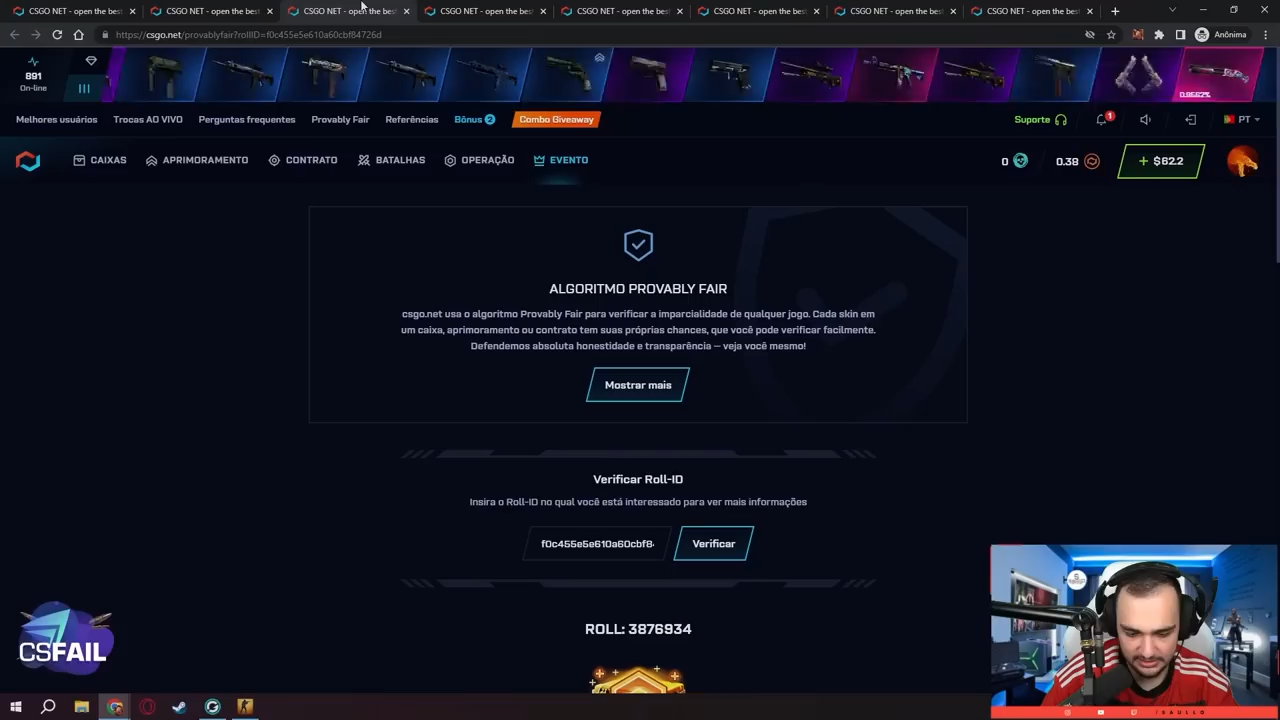 CSGO NET - open the best
CSGO NET - open the best
CSGO NET - open the best
CSGO NET - open the best
CSGO NET - open the best
CSGO NET - open the best
CSGO NET - open the best
CSGO NET - open the best
https://csgo.net/provablyfair?rollID=f0c455e5e610a60cbf84726d
Anônima
891
On-line
0.9562%
Melhores usuários
Trocas AO VIVO
Perguntas frequentes
Provably Fair
Referências
Bônus 2
Combo Giveaway
Suporte
1
PT
CAIXAS
APRIMORAMENTO
CONTRATO
BATALHAS
OPERAÇÃO
EVENTO
0
0.38
+ $62.2
ALGORITMO PROVABLY FAIR
csgo.net usa o algoritmo Provably Fair para verificar a imparcialidade de qualquer jogo. Cada skin em
um caixa, aprimoramento ou contrato tem suas próprias chances, que você pode verificar facilmente.
Defendemos absoluta honestidade e transparência — veja você mesmo!
Mostrar mais
Verificar Roll-ID
Insira o Roll-ID no qual você está interessado para ver mais informações
f0c455e5e610a60cbf8
Verificar
ROLL: 3876934
CSFAIL
ISAULLO